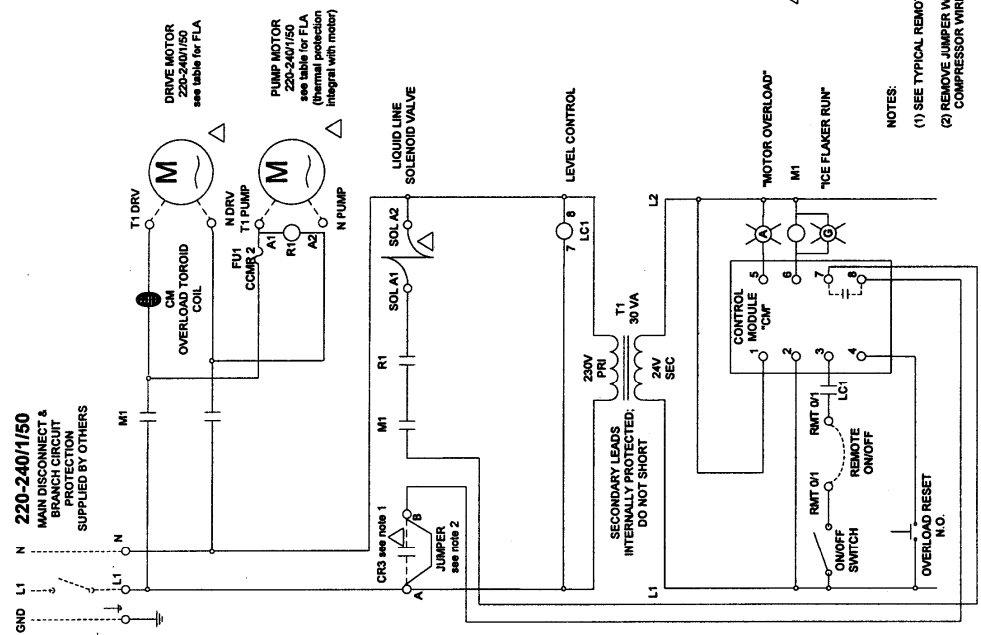 220-240/1/50
MAIN DISCONNECT &
BRANCH CIRCUIT
PROTECTION
SUPPLIED BY OTHERS
GND
L1
N
L1
N
M1
CM
OVERLOAD TOROID
COIL
T1 DRV
N DRV
DRIVE MOTOR
220-240/1/50
see table for FLA
M
FU1
CCMR 2
T1 PUMP
A1
R1
A2
N PUMP
PUMP MOTOR
220-240/1/50
see table for FLA
(thermal protection
integral with motor)
M
CR3 see note 1
A
B
JUMPER
see note 2
M1
R1
SOL A1
SOL A2
LIQUID LINE
SOLENOID VALVE
7
8
LC1
LEVEL CONTROL
SECONDARY LEADS
INTERNALLY PROTECTED;
DO NOT SHORT
230V
PRI
24V
SEC
T1
30 VA
L1
L2
CONTROL
MODULE
"CM"
1
2
3
4
5
6
7
8
A
"MOTOR OVERLOAD"
M1
G
"ICE FLAKER RUN"
ON/OFF
SWITCH
RMT 0/1
RMT 0/1
REMOTE
ON/OFF
LC1
OVERLOAD RESET
N.O.
NOTES:
(1) SEE TYPICAL REMOT
(2) REMOVE JUMPER W
COMPRESSOR WIRI